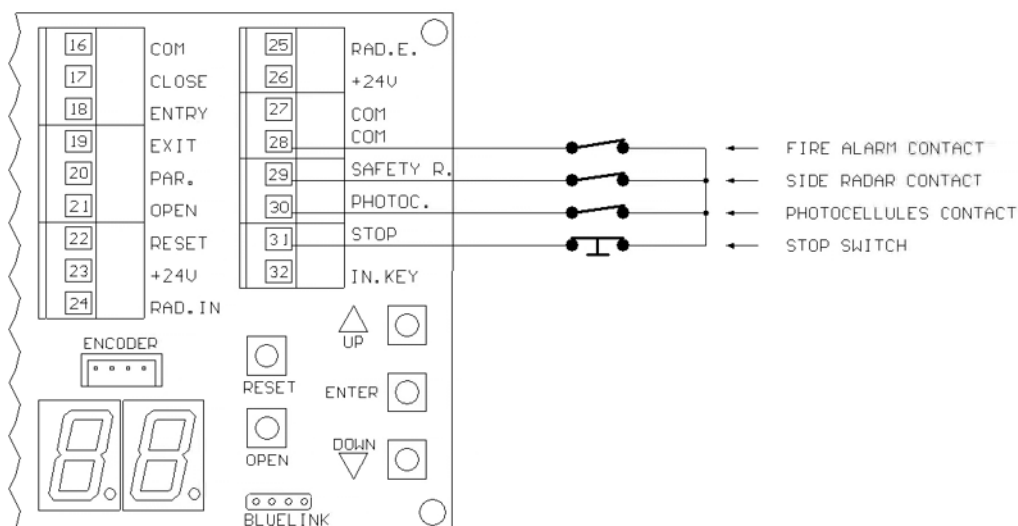 16 COM
17 CLOSE
18 ENTRY
19 EXIT
20 PAR.
21 OPEN
22 RESET
23 +24V
24 RAD.IN
25 RAD.E.
26 +24V
27 COM
28 COM
29 SAFETY R.
30 PHOTOC.
31 STOP
32 IN.KEY
FIRE ALARM CONTACT
SIDE RADAR CONTACT
PHOTOCELLULES CONTACT
STOP SWITCH
ENCODER
88
RESET
OPEN
UP
ENTER
DOWN
BLUELINK